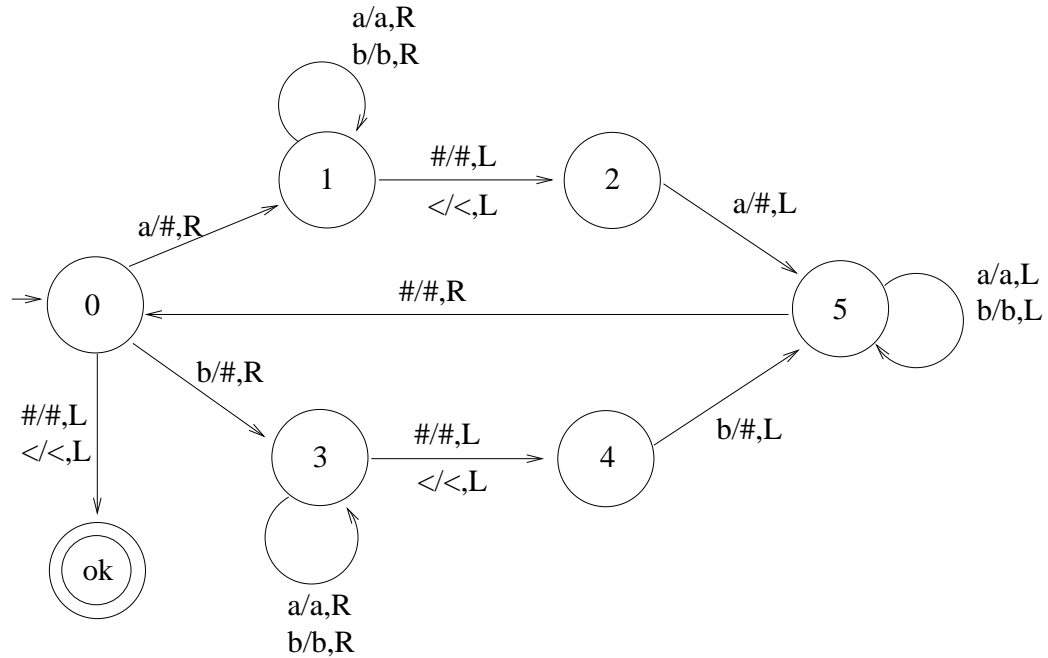 a/a,R
b/b,R
1
#/#,L
</<,L
2
a/#,R
a/#,L
0
#/#,R
5
a/a,L
b/b,L
b/#,R
#/#,L
</<,L
3
#/#,L
</<,L
4
b/#,L
ok
a/a,R
b/b,R